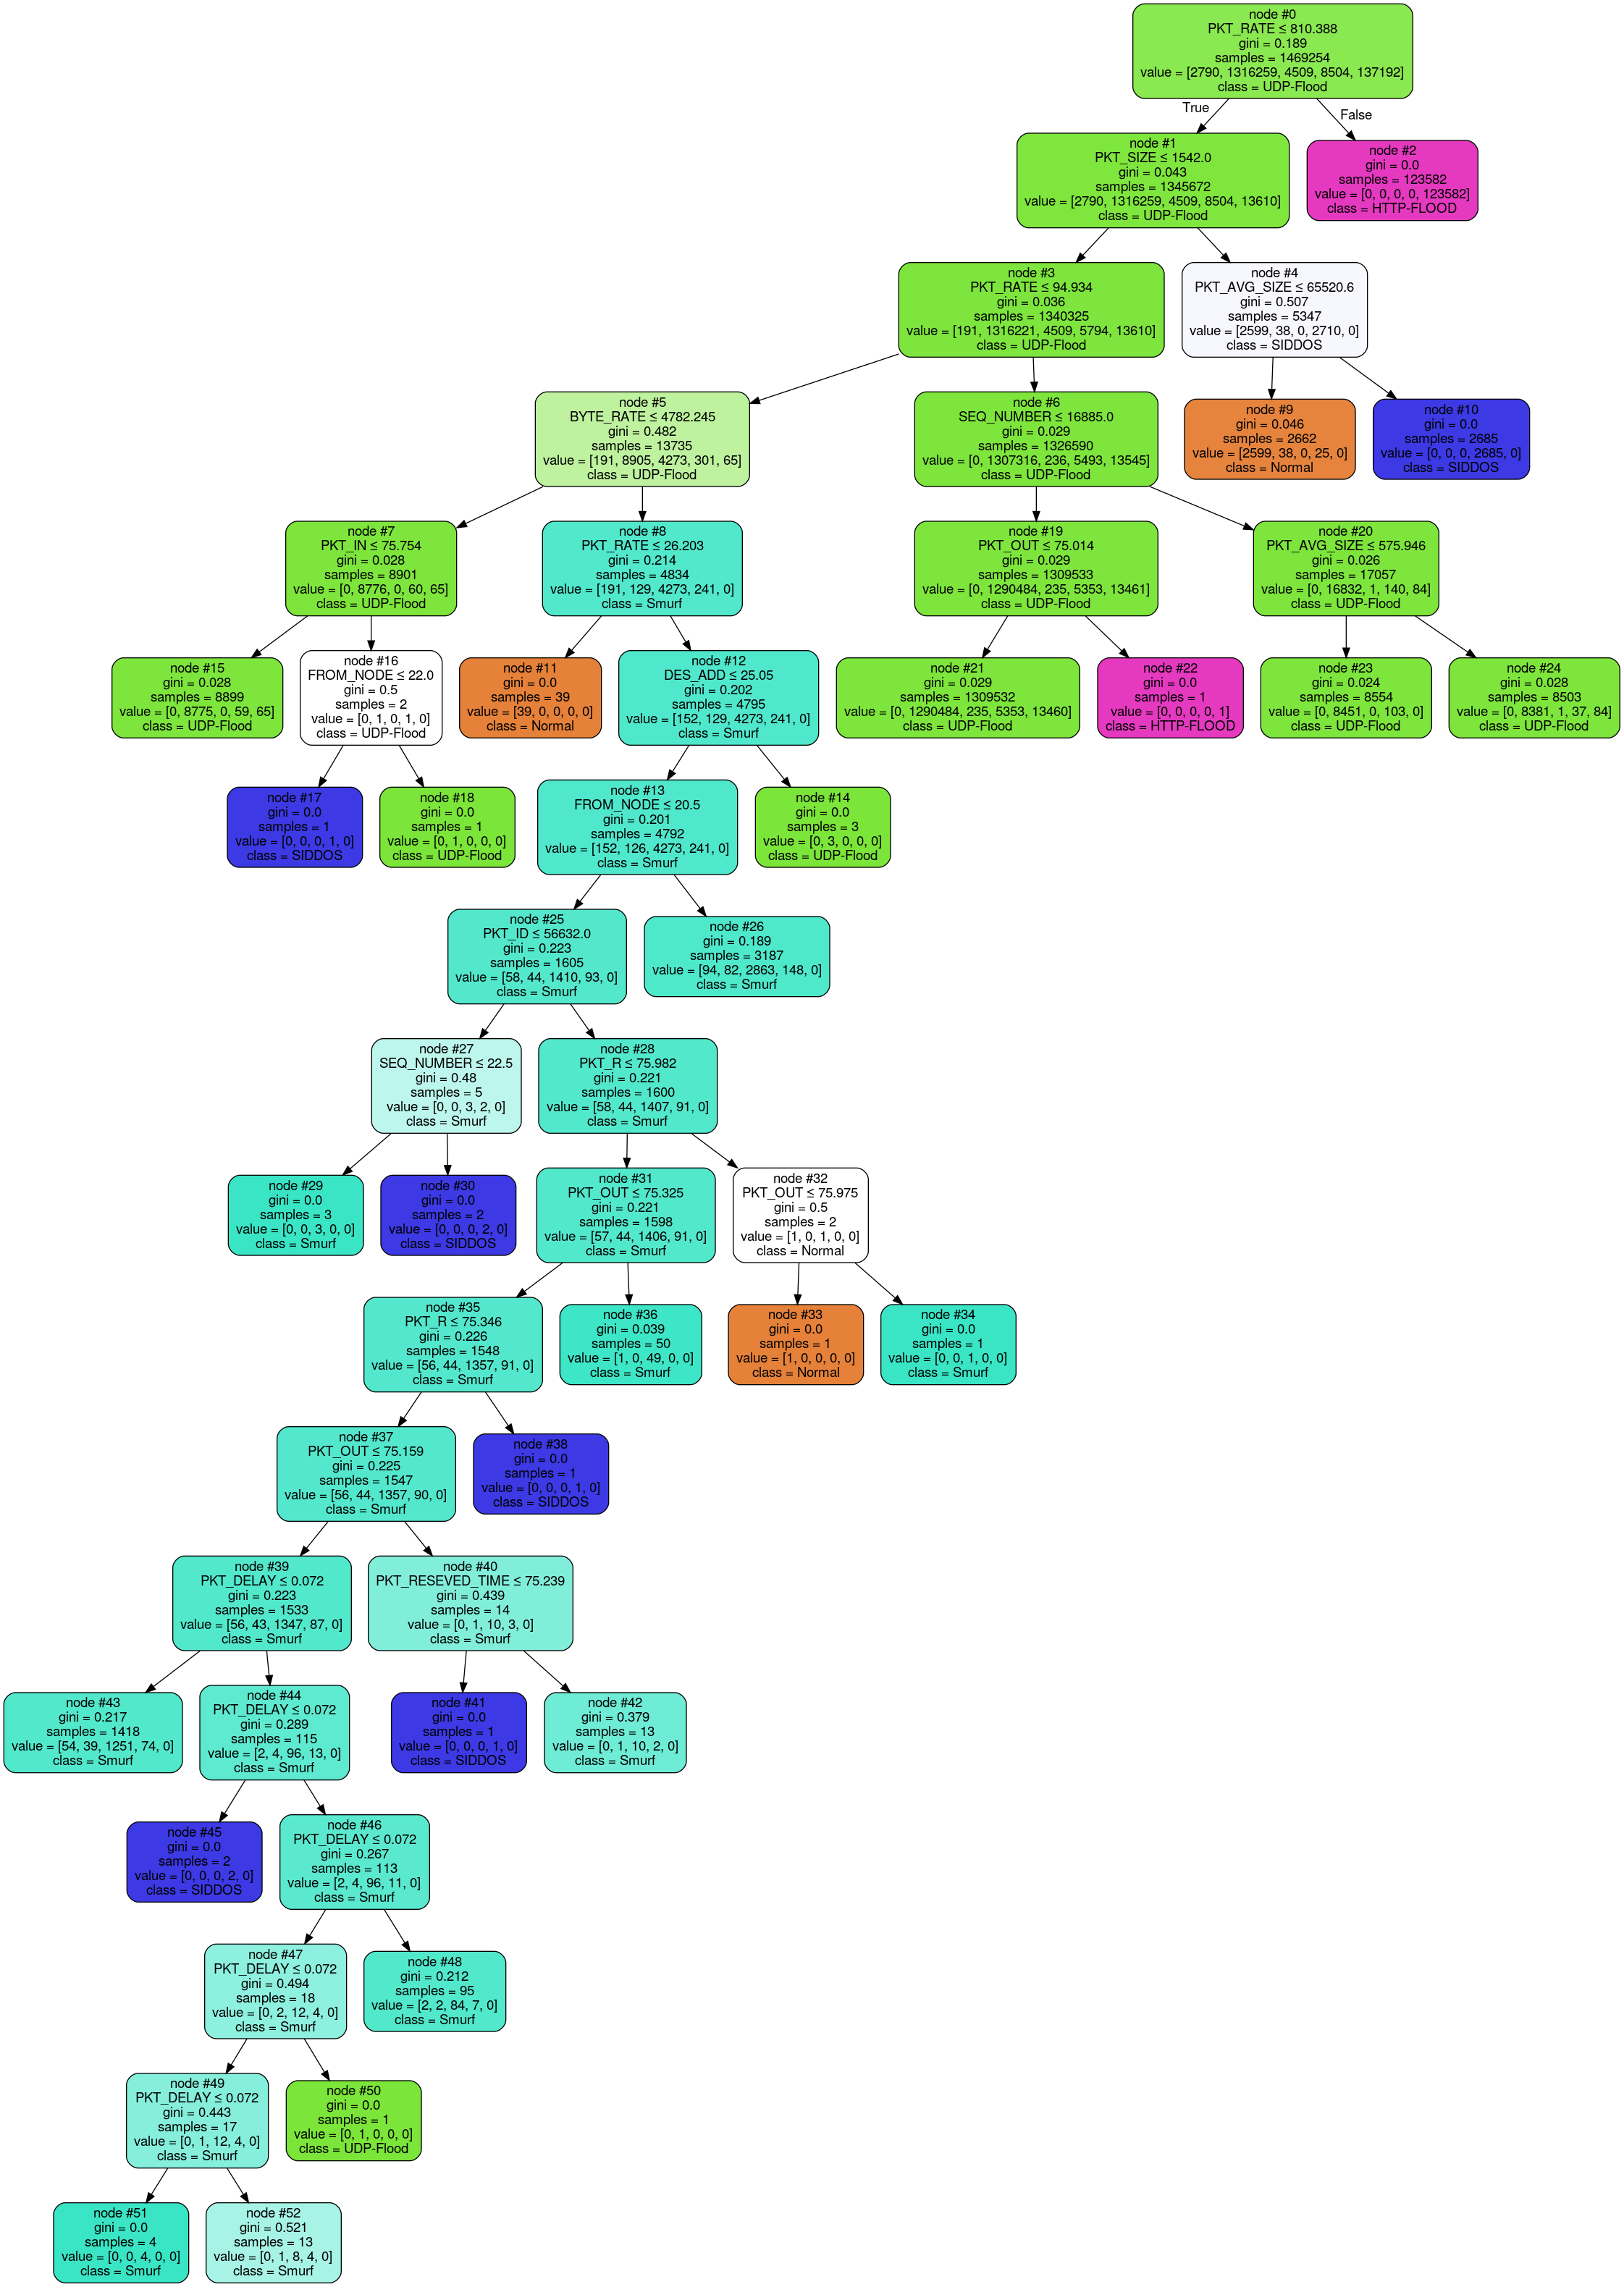 node #0
PKT_RATE ≤ 810.388
gini = 0.189
samples = 1469254
value = [2790, 1316259, 4509, 8504, 137192]
class = UDP-Flood
True
False
node #1
PKT_SIZE ≤ 1542.0
gini = 0.043
samples = 1345672
value = [2790, 1316259, 4509, 8504, 13610]
class = UDP-Flood
node #2
gini = 0.0
samples = 123582
value = [0, 0, 0, 0, 123582]
class = HTTP-FLOOD
node #3
PKT_RATE ≤ 94.934
gini = 0.036
samples = 1340325
value = [191, 1316221, 4509, 5794, 13610]
class = UDP-Flood
node #4
PKT_AVG_SIZE ≤ 65520.6
gini = 0.507
samples = 5347
value = [2599, 38, 0, 2710, 0]
class = SIDDOS
node #5
BYTE_RATE ≤ 4782.245
gini = 0.482
samples = 13735
value = [191, 8905, 4273, 301, 65]
class = UDP-Flood
node #6
SEQ_NUMBER ≤ 16885.0
gini = 0.029
samples = 1326590
value = [0, 1307316, 236, 5493, 13545]
class = UDP-Flood
node #9
gini = 0.046
samples = 2662
value = [2599, 38, 0, 25, 0]
class = Normal
node #10
gini = 0.0
samples = 2685
value = [0, 0, 0, 2685, 0]
class = SIDDOS
node #7
PKT_IN ≤ 75.754
gini = 0.028
samples = 8901
value = [0, 8776, 0, 60, 65]
class = UDP-Flood
node #8
PKT_RATE ≤ 26.203
gini = 0.214
samples = 4834
value = [191, 129, 4273, 241, 0]
class = Smurf
node #19
PKT_OUT ≤ 75.014
gini = 0.029
samples = 1309533
value = [0, 1290484, 235, 5353, 13461]
class = UDP-Flood
node #20
PKT_AVG_SIZE ≤ 575.946
gini = 0.026
samples = 17057
value = [0, 16832, 1, 140, 84]
class = UDP-Flood
node #15
gini = 0.028
samples = 8899
value = [0, 8775, 0, 59, 65]
class = UDP-Flood
node #16
FROM_NODE ≤ 22.0
gini = 0.5
samples = 2
value = [0, 1, 0, 1, 0]
class = UDP-Flood
node #11
gini = 0.0
samples = 39
value = [39, 0, 0, 0, 0]
class = Normal
node #12
DES_ADD ≤ 25.05
gini = 0.202
samples = 4795
value = [152, 129, 4273, 241, 0]
class = Smurf
node #21
gini = 0.029
samples = 1309532
value = [0, 1290484, 235, 5353, 13460]
class = UDP-Flood
node #22
gini = 0.0
samples = 1
value = [0, 0, 0, 0, 1]
class = HTTP-FLOOD
node #23
gini = 0.024
samples = 8554
value = [0, 8451, 0, 103, 0]
class = UDP-Flood
node #24
gini = 0.028
samples = 8503
value = [0, 8381, 1, 37, 84]
class = UDP-Flood
node #17
gini = 0.0
samples = 1
value = [0, 0, 0, 1, 0]
class = SIDDOS
node #18
gini = 0.0
samples = 1
value = [0, 1, 0, 0, 0]
class = UDP-Flood
node #13
FROM_NODE ≤ 20.5
gini = 0.201
samples = 4792
value = [152, 126, 4273, 241, 0]
class = Smurf
node #14
gini = 0.0
samples = 3
value = [0, 3, 0, 0, 0]
class = UDP-Flood
node #25
PKT_ID ≤ 56632.0
gini = 0.223
samples = 1605
value = [58, 44, 1410, 93, 0]
class = Smurf
node #26
gini = 0.189
samples = 3187
value = [94, 82, 2863, 148, 0]
class = Smurf
node #27
SEQ_NUMBER ≤ 22.5
gini = 0.48
samples = 5
value = [0, 0, 3, 2, 0]
class = Smurf
node #28
PKT_R ≤ 75.982
gini = 0.221
samples = 1600
value = [58, 44, 1407, 91, 0]
class = Smurf
node #29
gini = 0.0
samples = 3
value = [0, 0, 3, 0, 0]
class = Smurf
node #30
gini = 0.0
samples = 2
value = [0, 0, 0, 2, 0]
class = SIDDOS
node #31
PKT_OUT ≤ 75.325
gini = 0.221
samples = 1598
value = [57, 44, 1406, 91, 0]
class = Smurf
node #32
PKT_OUT ≤ 75.975
gini = 0.5
samples = 2
value = [1, 0, 1, 0, 0]
class = Normal
node #35
PKT_R ≤ 75.346
gini = 0.226
samples = 1548
value = [56, 44, 1357, 91, 0]
class = Smurf
node #36
gini = 0.039
samples = 50
value = [1, 0, 49, 0, 0]
class = Smurf
node #33
gini = 0.0
samples = 1
value = [1, 0, 0, 0, 0]
class = Normal
node #34
gini = 0.0
samples = 1
value = [0, 0, 1, 0, 0]
class = Smurf
node #37
PKT_OUT ≤ 75.159
gini = 0.225
samples = 1547
value = [56, 44, 1357, 90, 0]
class = Smurf
node #38
gini = 0.0
samples = 1
value = [0, 0, 0, 1, 0]
class = SIDDOS
node #39
PKT_DELAY ≤ 0.072
gini = 0.223
samples = 1533
value = [56, 43, 1347, 87, 0]
class = Smurf
node #40
PKT_RESEVED_TIME ≤ 75.239
gini = 0.439
samples = 14
value = [0, 1, 10, 3, 0]
class = Smurf
node #43
gini = 0.217
samples = 1418
value = [54, 39, 1251, 74, 0]
class = Smurf
node #44
PKT_DELAY ≤ 0.072
gini = 0.289
samples = 115
value = [2, 4, 96, 13, 0]
class = Smurf
node #41
gini = 0.0
samples = 1
value = [0, 0, 0, 1, 0]
class = SIDDOS
node #42
gini = 0.379
samples = 13
value = [0, 1, 10, 2, 0]
class = Smurf
node #45
gini = 0.0
samples = 2
value = [0, 0, 0, 2, 0]
class = SIDDOS
node #46
PKT_DELAY ≤ 0.072
gini = 0.267
samples = 113
value = [2, 4, 96, 11, 0]
class = Smurf
node #47
PKT_DELAY ≤ 0.072
gini = 0.494
samples = 18
value = [0, 2, 12, 4, 0]
class = Smurf
node #48
gini = 0.212
samples = 95
value = [2, 2, 84, 7, 0]
class = Smurf
node #49
PKT_DELAY ≤ 0.072
gini = 0.443
samples = 17
value = [0, 1, 12, 4, 0]
class = Smurf
node #50
gini = 0.0
samples = 1
value = [0, 1, 0, 0, 0]
class = UDP-Flood
node #51
gini = 0.0
samples = 4
value = [0, 0, 4, 0, 0]
class = Smurf
node #52
gini = 0.521
samples = 13
value = [0, 1, 8, 4, 0]
class = Smurf